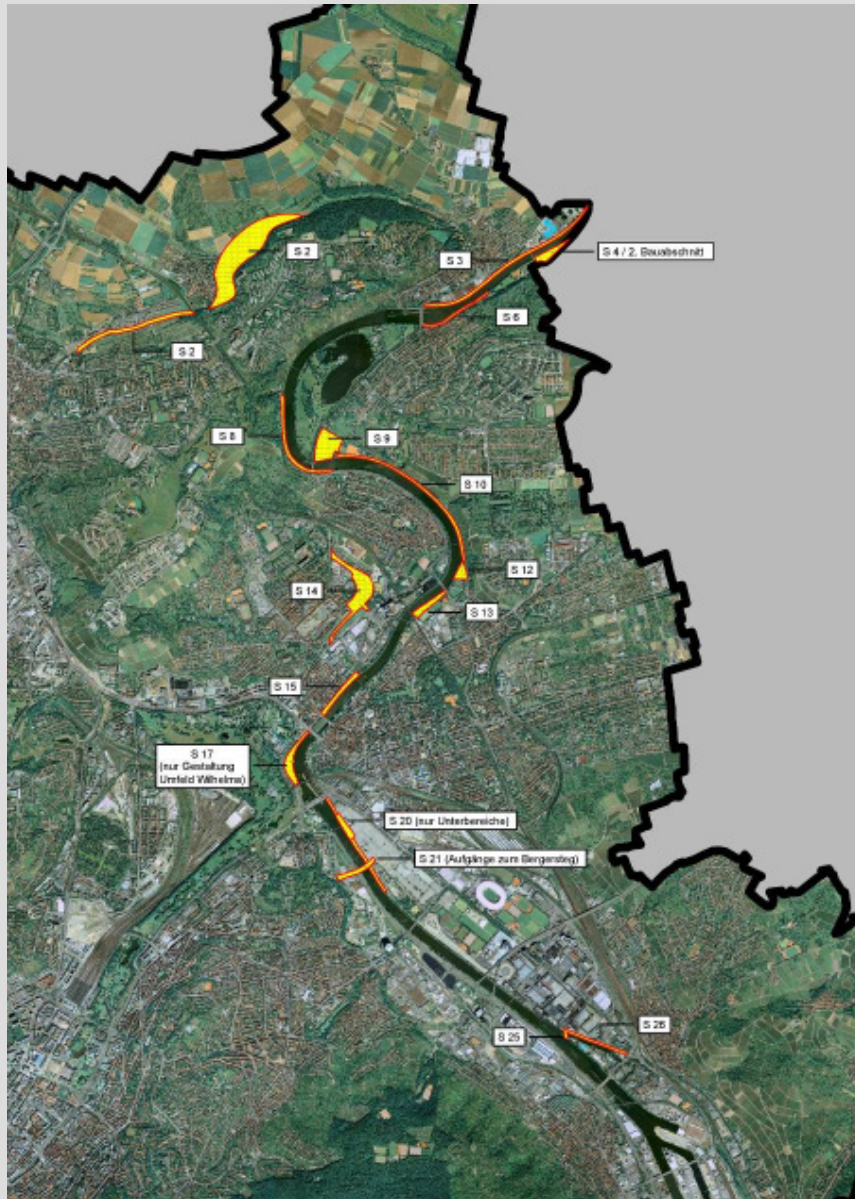 S 2
S 3
S 4 / 2. Bauabschnitt
S 6
S 2
S 8
S 9
S 10
S 12
S 14
S 13
S 15
S 17
(nur Gestaltung
Umfeld Wilhelma)
S 20 (nur Unterbereiche)
S 21 (Aufgänge zum Bergersteg)
S 26
S 25